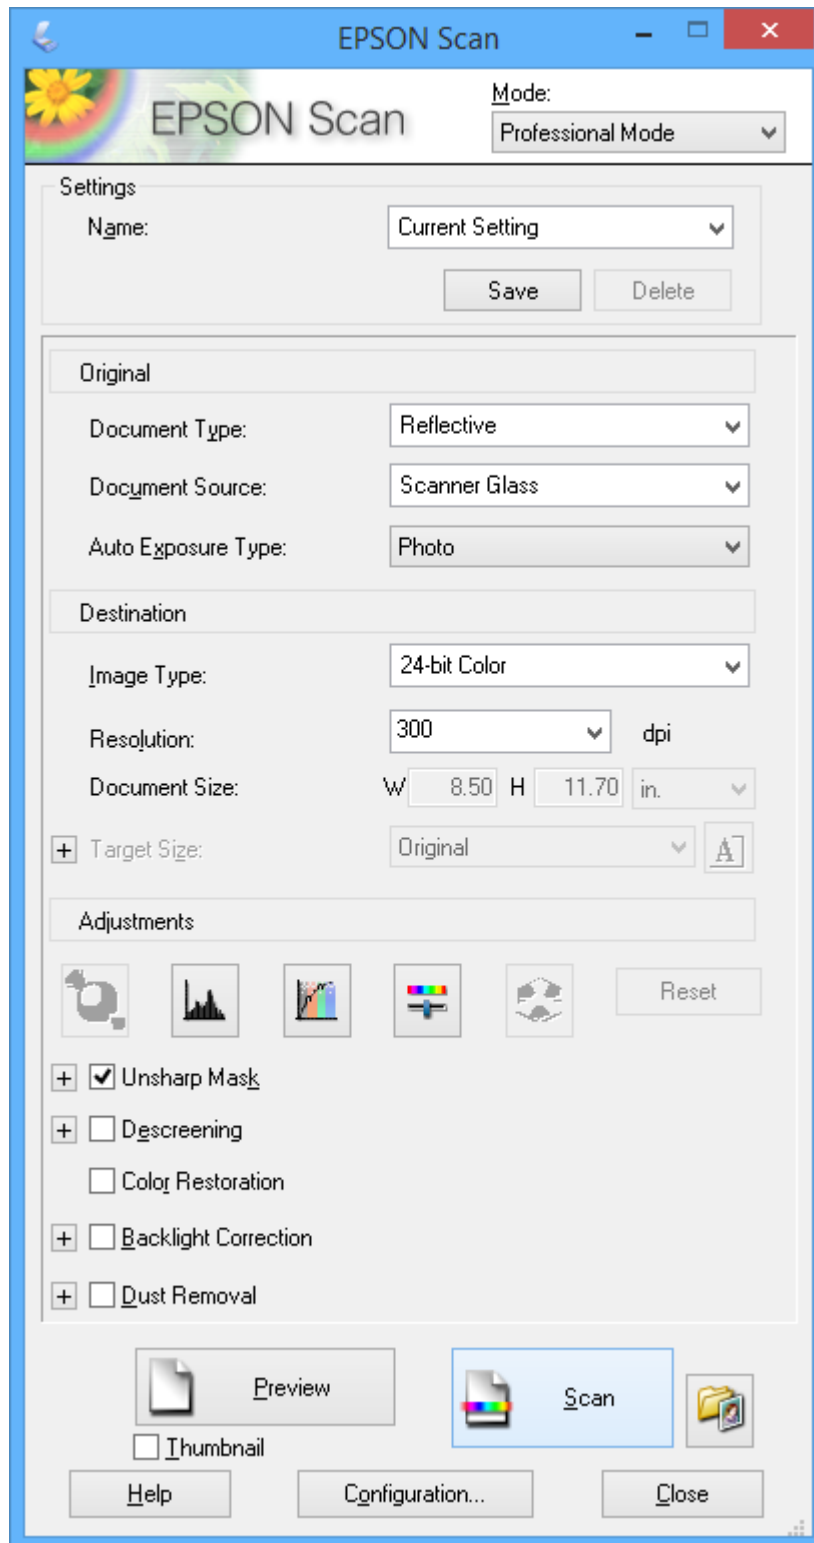 EPSON Scan
EPSON Scan
Mode:
Professional Mode
Settings
Name: Current Setting
Save Delete
Original
Document Type: Reflective
Document Source: Scanner Glass
Auto Exposure Type: Photo
Destination
Image Type: 24-bit Color
Resolution: 300 dpi
Document Size: W 8.50 H 11.70 in.
Target Size: Original A
Adjustments
Reset
Unsharp Mask
Descreening
Color Restoration
Backlight Correction
Dust Removal
Preview Scan
Thumbnail
Help Configuration... Close